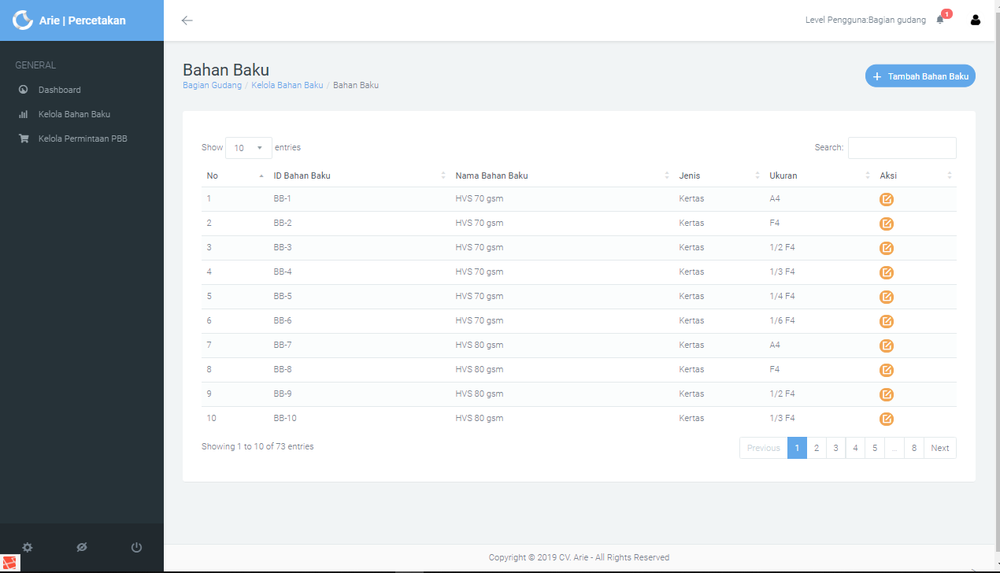 Arie | Percetakan
Level Pengguna:Bagian gudang
1
GENERAL
Dashboard
Kelola Bahan Baku
Kelola Permintaan PBB
Bahan Baku
Bagian Gudang / Kelola Bahan Baku / Bahan Baku
+ Tambah Bahan Baku
Show 10 entries
Search:
No ID Bahan Baku Nama Bahan Baku Jenis Ukuran Aksi
1 BB-1 HVS 70 gsm Kertas A4
2 BB-2 HVS 70 gsm Kertas F4
3 BB-3 HVS 70 gsm Kertas 1/2 F4
4 BB-4 HVS 70 gsm Kertas 1/3 F4
5 BB-5 HVS 70 gsm Kertas 1/4 F4
6 BB-6 HVS 70 gsm Kertas 1/6 F4
7 BB-7 HVS 80 gsm Kertas A4
8 BB-8 HVS 80 gsm Kertas F4
9 BB-9 HVS 80 gsm Kertas 1/2 F4
10 BB-10 HVS 80 gsm Kertas 1/3 F4
Showing 1 to 10 of 73 entries
Previous 1 2 3 4 5 ... 8 Next
Copyright © 2019 CV. Arie - All Rights Reserved